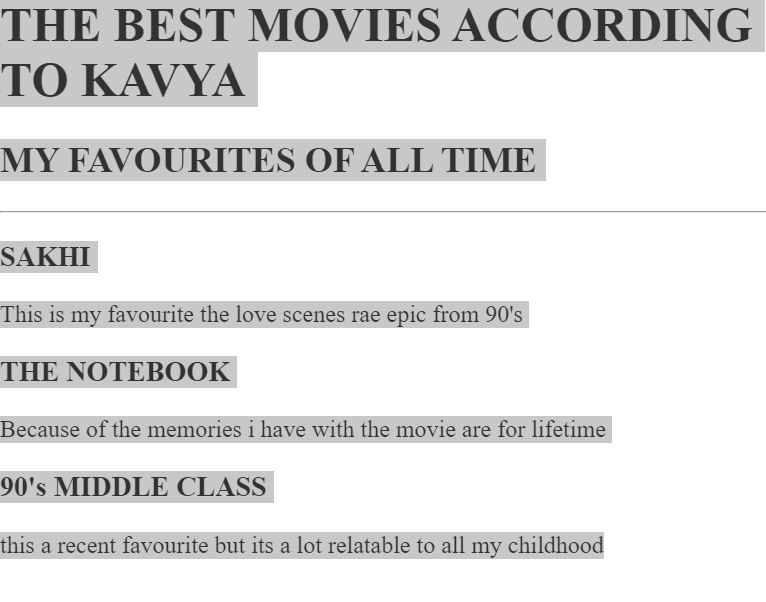 THE BEST MOVIES ACCORDING
TO KAVYA
MY FAVOURITES OF ALL TIME
SAKHI
This is my favourite the love scenes rae epic from 90's
THE NOTEBOOK
Because of the memories i have with the movie are for lifetime
90's MIDDLE CLASS
this a recent favourite but its a lot relatable to all my childhood